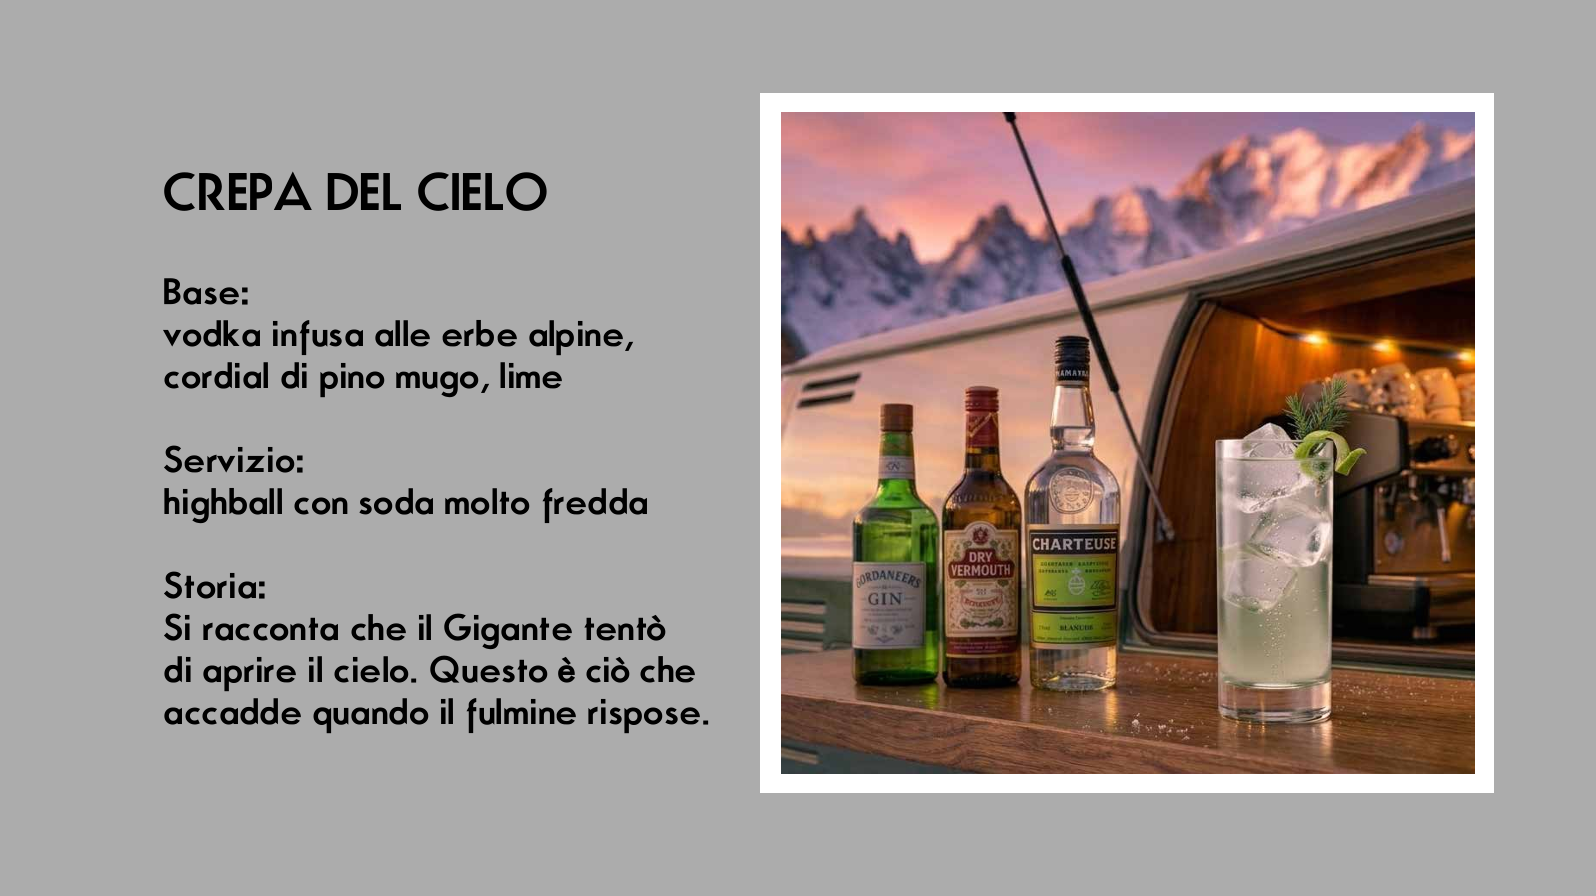 CREPA DEL CIELO
Base:
vodka infusa alle erbe alpine,
cordial di pino mugo, lime
Servizio:
highball con soda molto fredda
Storia:
Si racconta che il Gigante tentò
di aprire il cielo. Questo è ciò che
accadde quando il fulmine rispose.
GORDANEERS
GIN
DRY
VERMOUTH
CHARTEUSE